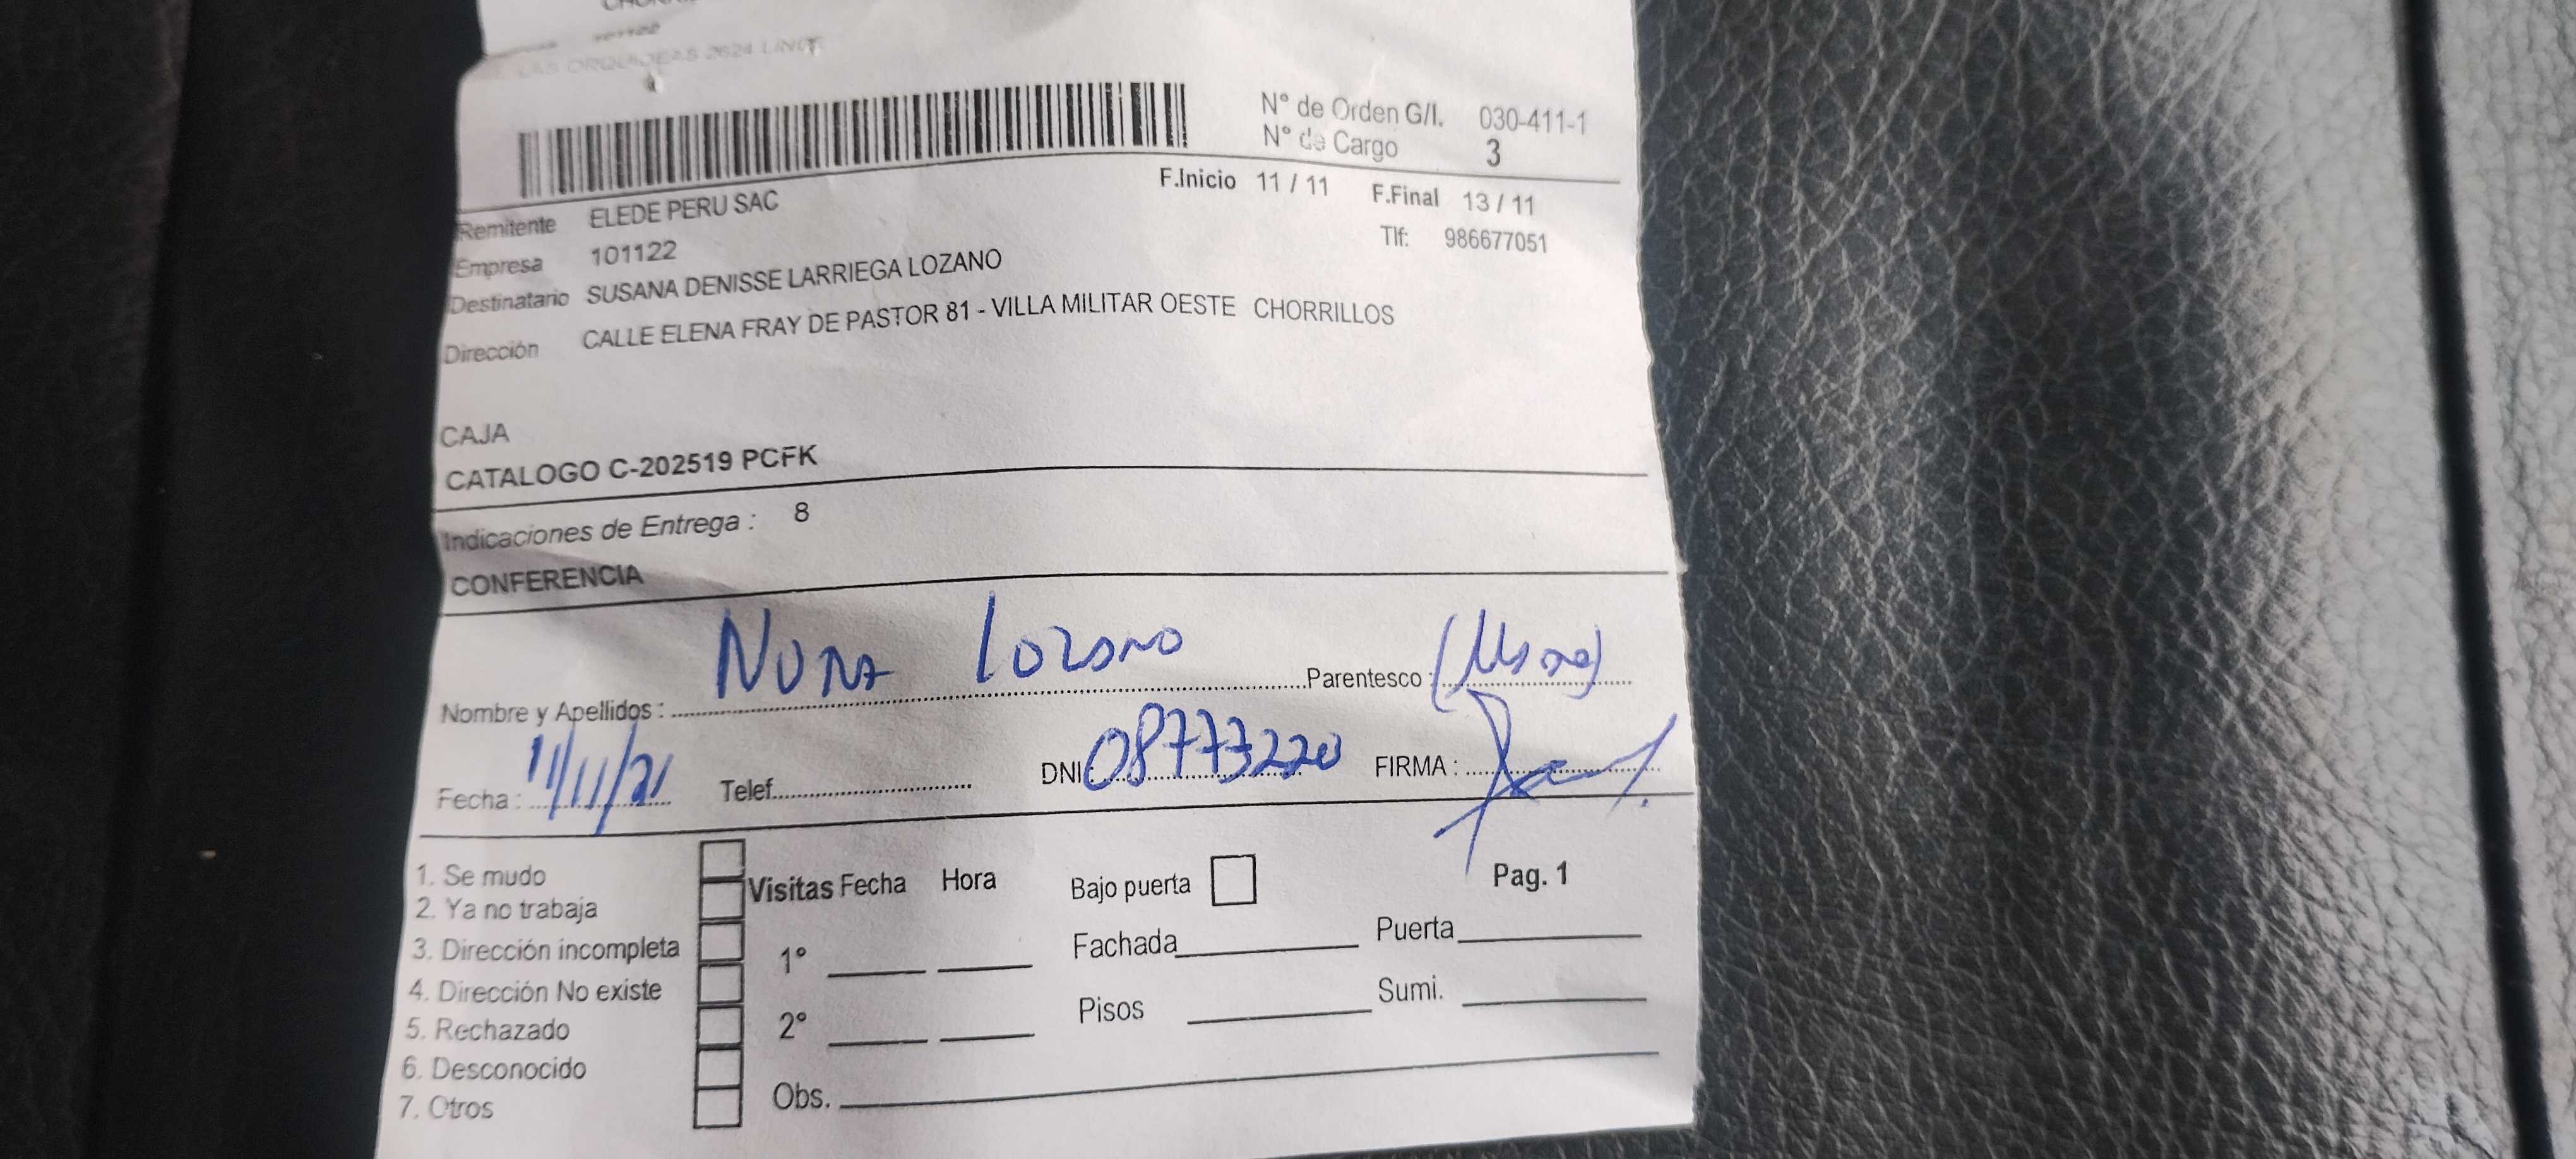 LAS ORQUIDEAS 2624 LINCE
N° de Orden G/I. 030-411-1
N° de Cargo 3
F.Inicio 11 / 11 F.Final 13 / 11
Remitente ELEDE PERU SAC
Tlf: 986677051
Empresa 101122
Destinatario SUSANA DENISSE LARRIEGA LOZANO
Dirección CALLE ELENA FRAY DE PASTOR 81 - VILLA MILITAR OESTE CHORRILLOS
CAJA
CATALOGO C-202519 PCFK
Indicaciones de Entrega : 8
CONFERENCIA
Nombre y Apellidos : Lozano Parentesco :
Fecha : 11/11/21 Telef. DNI: 08773220 FIRMA :
1. Se mudo
2. Ya no trabaja
3. Dirección incompleta
4. Dirección No existe
5. Rechazado
6. Desconocido
7. Otros
Visitas Fecha Hora
1°
2°
Obs.
Bajo puerta
Pag. 1
Fachada Puerta
Pisos Sumi.